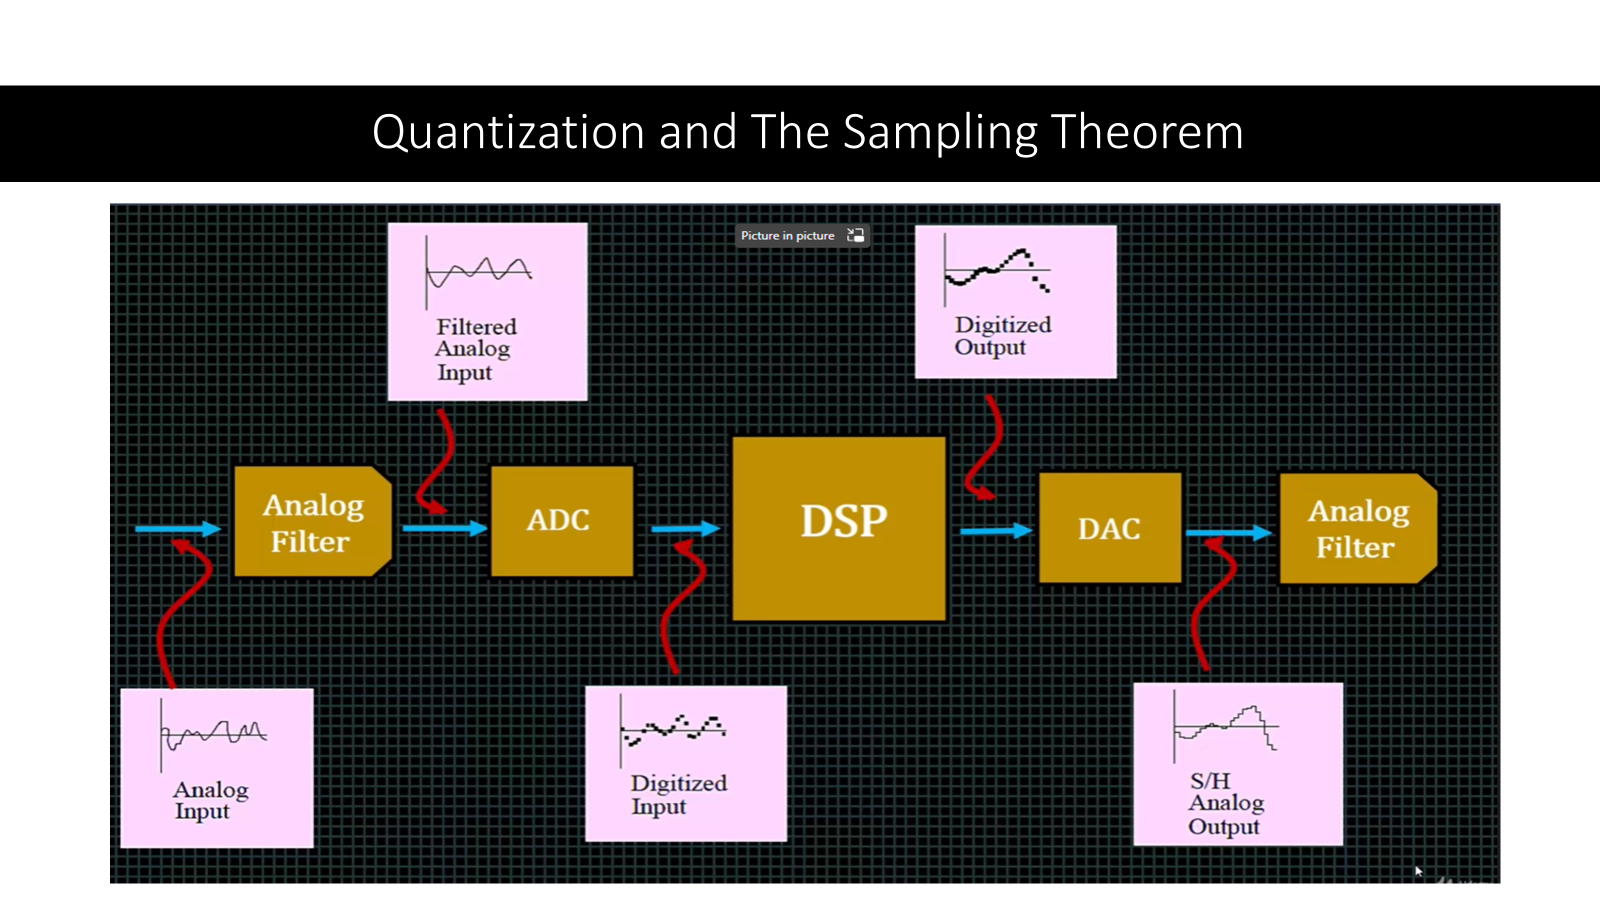 Quantization and The Sampling Theorem
Picture in picture
Filtered
Analog
Input
Digitized
Output
Analog
Filter
ADC
DSP
DAC
Analog
Filter
Analog
Input
Digitized
Input
S/H
Analog
Output